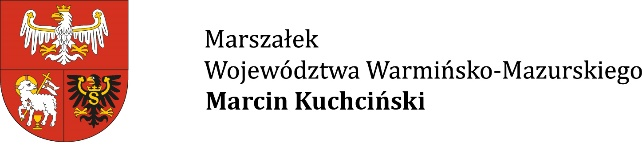 Marszałek
Województwa Warmińsko-Mazurskiego
Marcin Kuchciński
S